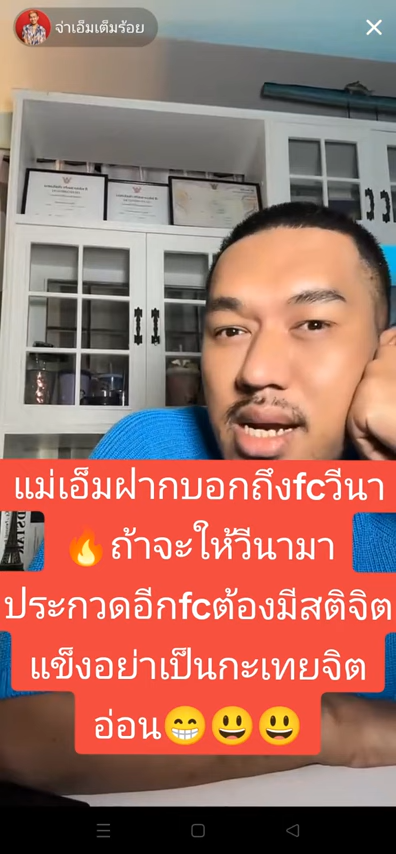 จ่าเอ็มเต็มร้อย
แม่เอ็มฝากบอกถึงfcวีนา
🔥ถ้าจะให้วีนามา
ประกวดอีกfcต้องมีสติจิต
แข็งอย่าเป็นกะเทยจิต
อ่อน😁😃😃